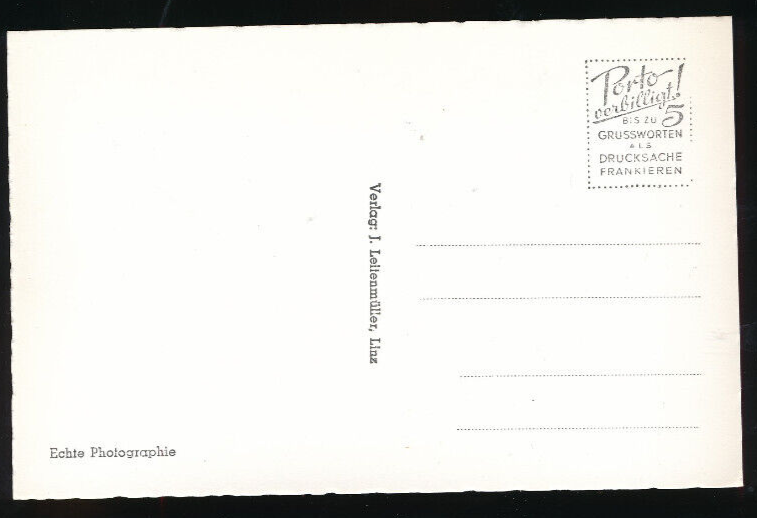 Porto
verbilligt!
BIS ZU 5
GRUSSWORTEN
ALS
DRUCKSACHE
FRANKIEREN
Verlag: J. Leitenmüller, Linz
Echte Photographie